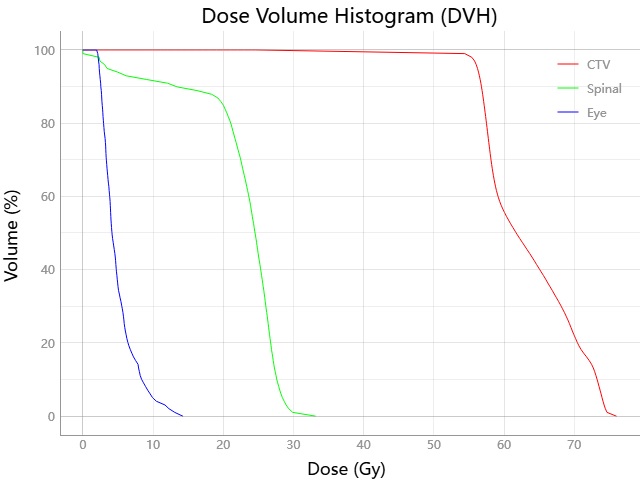 Dose Volume Histogram (DVH)
100
80
60
40
20
0
Volume (%)
CTV
Spinal
Eye
0 10 20 30 40 50 60 70
Dose (Gy)